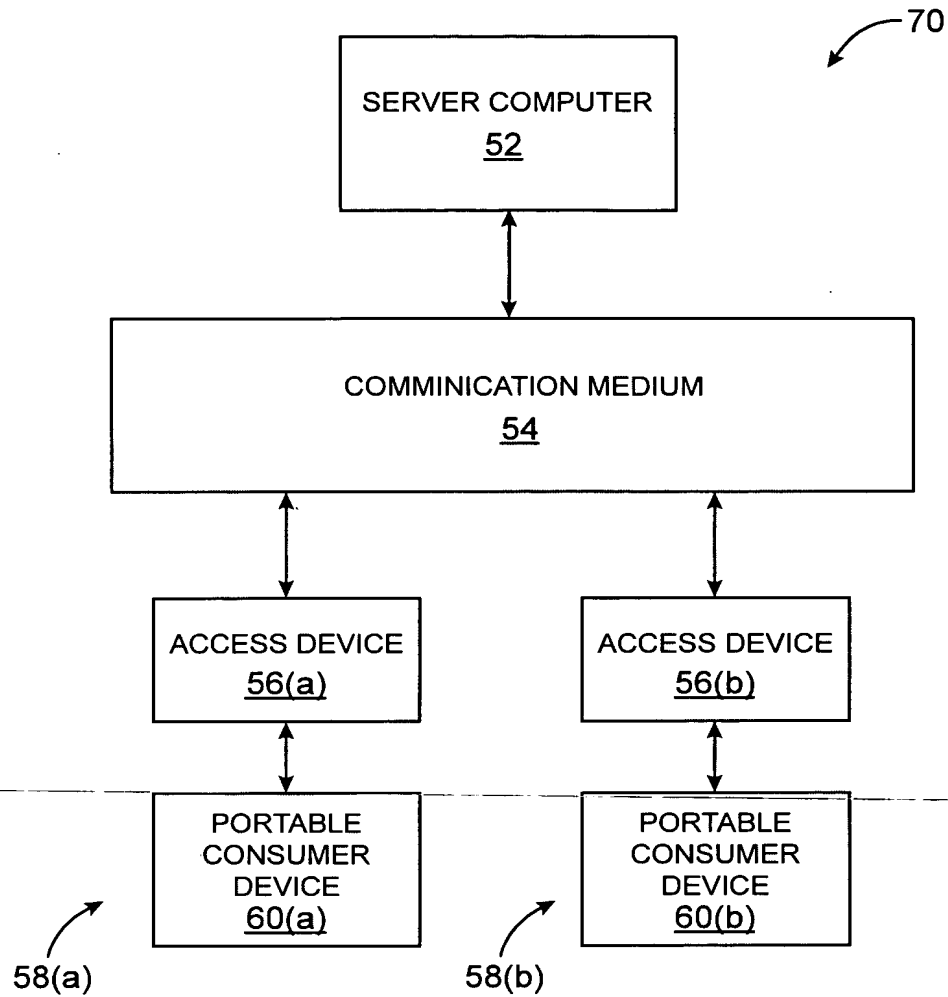 70
SERVER COMPUTER
52
COMMINICATION MEDIUM
54
ACCESS DEVICE
56(a)
ACCESS DEVICE
56(b)
PORTABLE
CONSUMER
DEVICE
60(a)
PORTABLE
CONSUMER
DEVICE
60(b)
58(a)
58(b)